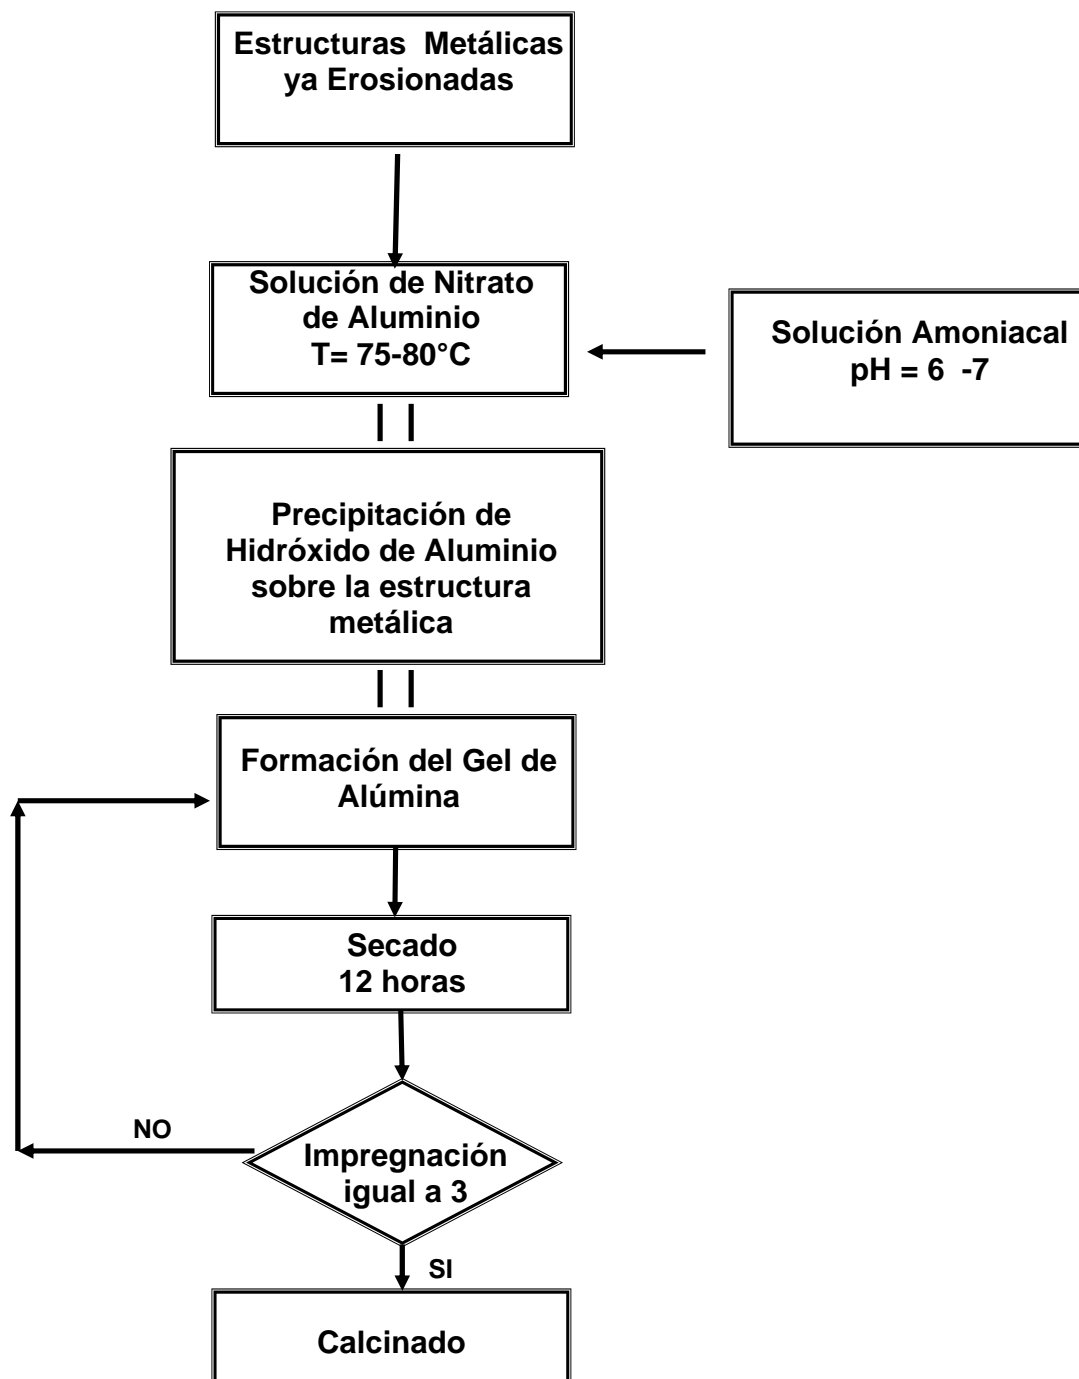 Estructuras Metálicas
ya Erosionadas
Solución de Nitrato
de Aluminio
T= 75-80°C
Solución Amoniacal
pH = 6 -7
Precipitación de
Hidróxido de Aluminio
sobre la estructura
metálica
Formación del Gel de
Alúmina
Secado
12 horas
NO
Impregnación
igual a 3
SI
Calcinado